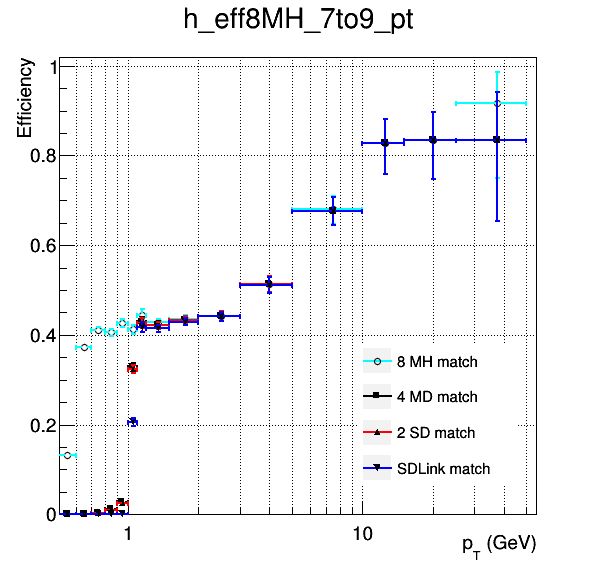 h_eff8MH_7to9_pt
Efficiency
1
0.8
0.6
0.4
0.2
0
8 MH match
4 MD match
2 SD match
SDLink match
1
10
p_T (GeV)